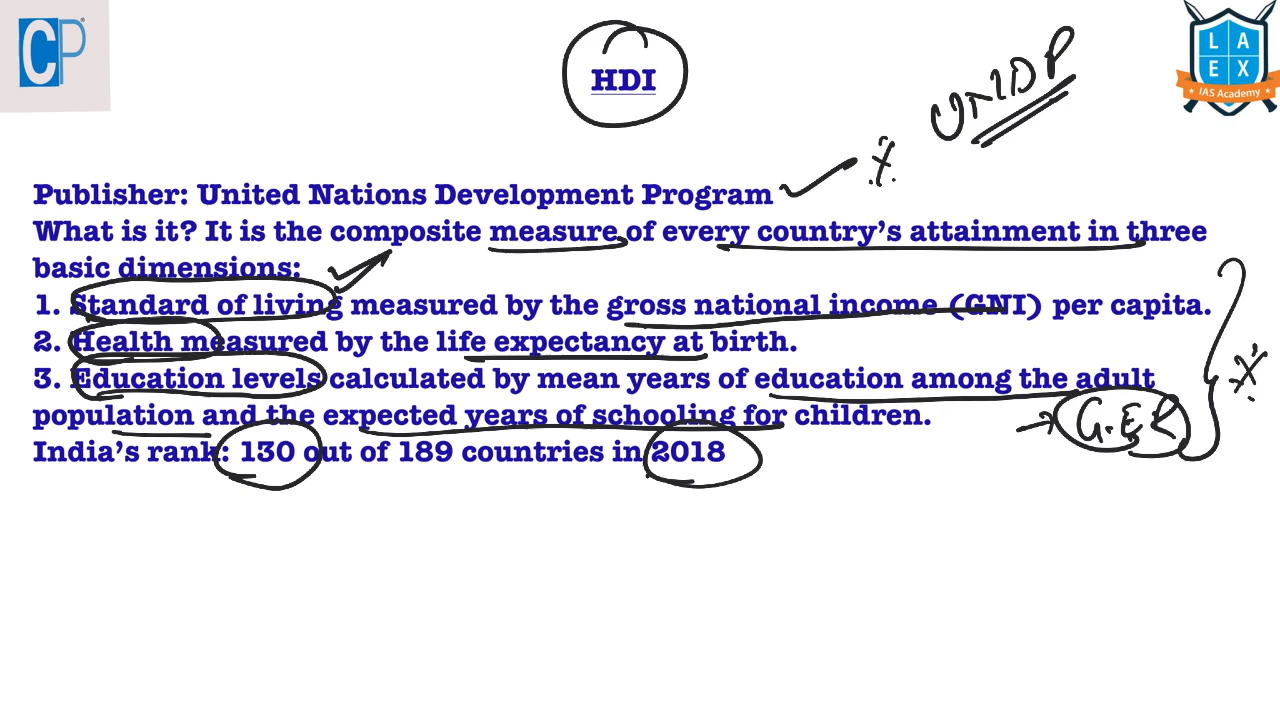 CP
HDI
UNDP
L A
E X
IAS Academy
Publisher: United Nations Development Program
What is it? It is the composite measure of every country's attainment in three
basic dimensions:
1. Standard of living measured by the gross national income (GNI) per capita.
2. Health measured by the life expectancy at birth.
3. Education levels calculated by mean years of education among the adult
population and the expected years of schooling for children.
G.E.R
India's rank: 130 out of 189 countries in 2018